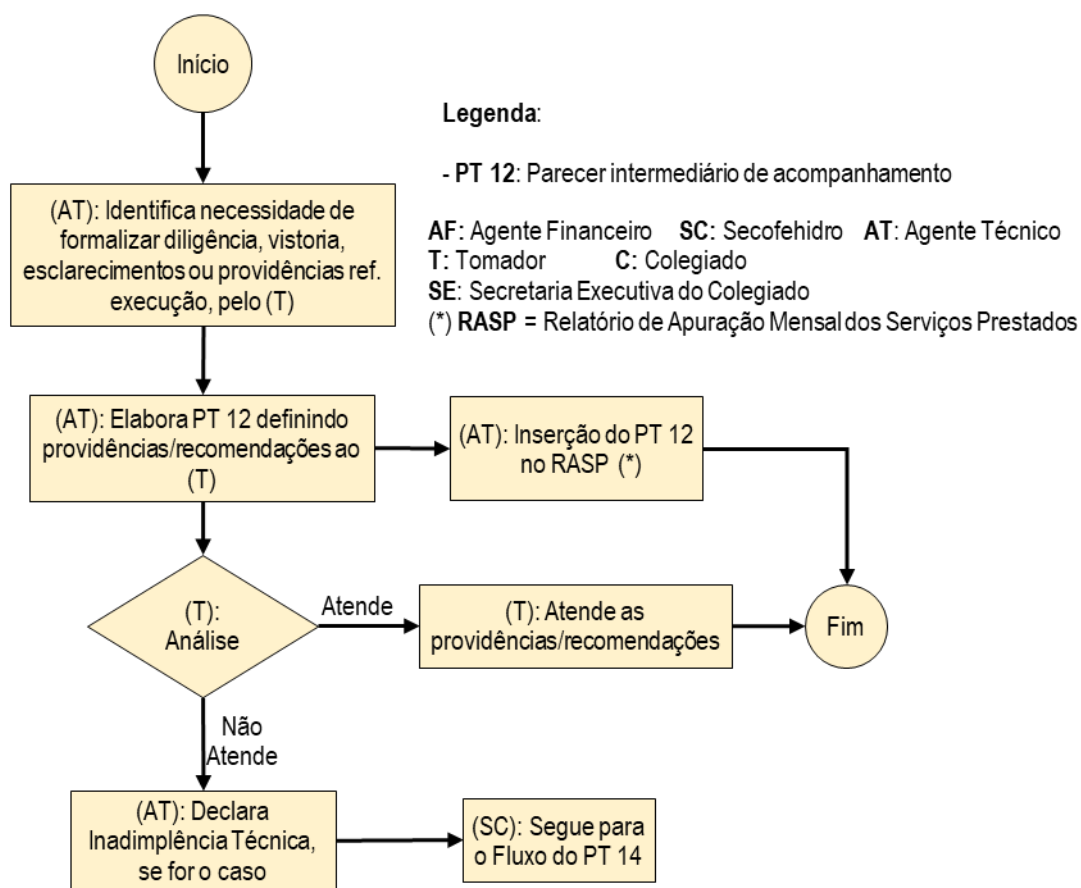 Início
Legenda:
- PT 12: Parecer intermediário de acompanhamento
AF: Agente Financeiro SC: Secofehidro AT: Agente Técnico
T: Tomador C: Colegiado
SE: Secretaria Executiva do Colegiado
(*) RASP = Relatório de Apuração Mensal dos Serviços Prestados
(AT): Identifica necessidade de
formalizar diligência, vistoria,
esclarecimentos ou providências ref.
execução, pelo (T)
(AT): Elabora PT 12 definindo
providências/recomendações ao
(T)
(AT): Inserção do PT 12
no RASP (*)
(T):
Análise
Atende
(T): Atende as
providências/recomendações
Fim
Não
Atende
(AT): Declara
Inadimplência Técnica,
se for o caso
(SC): Segue para
o Fluxo do PT 14